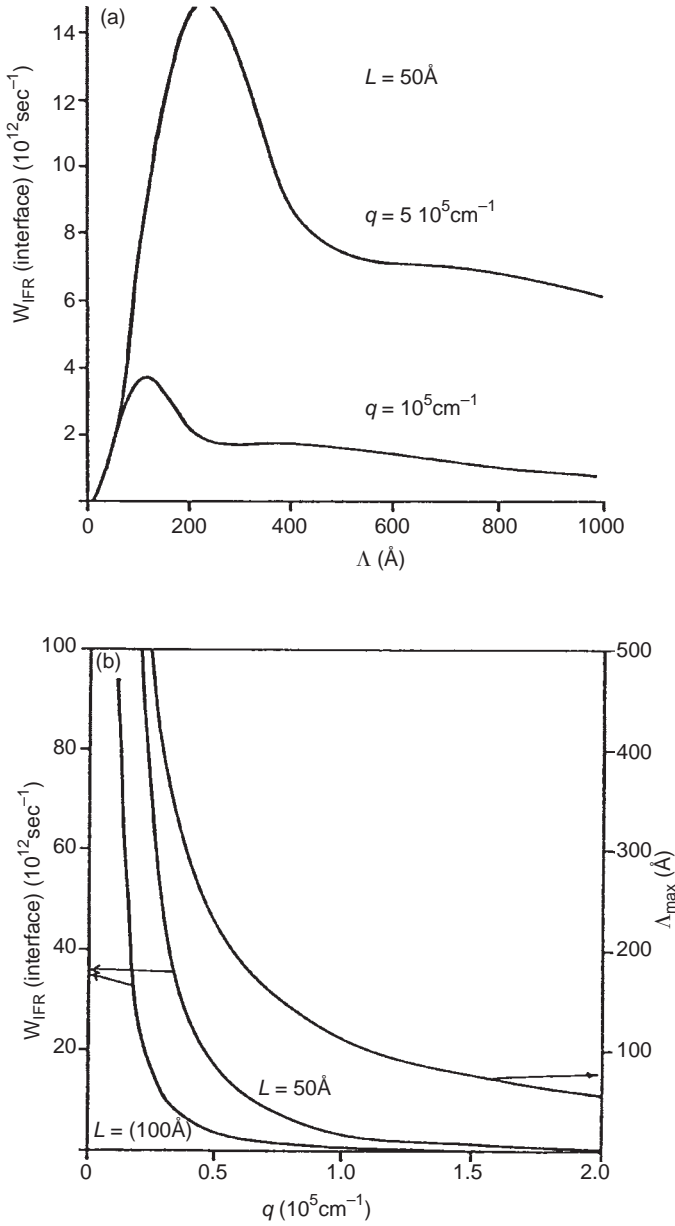 (a)
14
12
10
8
6
4
2
0
200
400
600
800
1000
W_IFR (interface) (10^12 sec^−1)
L = 50Å
q = 5 10^5cm^−1
q = 10^5cm^−1
Λ (Å)
(b)
100
80
60
40
20
0
0.5
1.0
1.5
2.0
500
400
300
200
100
W_IFR (interface) (10^12sec^−1)
Λ_max (Å)
L = 50Å
L = (100Å)
q (10^5cm^−1)